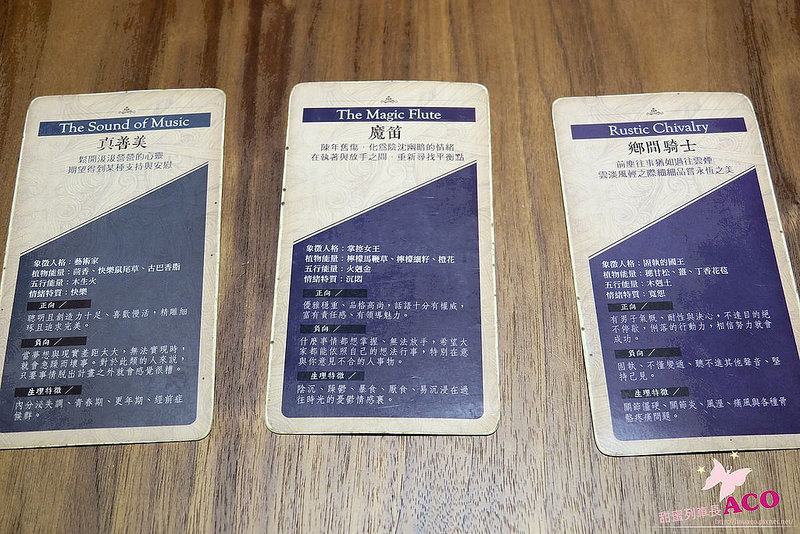 The Sound of Music
真善美
鬆開汲汲營營的心靈
期望得到某種支持與安慰
象徵人格：藝術家
植物能量：茴香、快樂鼠尾草、古巴香脂
五行能量：木生火
情緒特質：快樂
正向／
聰明且創造力十足、喜歡慢活，精雕細
琢且追求完美。
負向／
當夢想與現實差距太大，無法實現時，
就會急躁而壞事。對於此類的人來說，
只要事情脫出計畫之外就會感覺很糟。
生理特徵／
內分泌失調、青春期、更年期、經前症
候群。
The Magic Flute
魔笛
陳年舊傷，化為陰沈幽暗的情緒
在執著與放手之間，重新尋找平衡點
象徵人格：掌控女王
植物能量：檸檬馬鞭草、檸檬細籽、橙花
五行能量：火剋金
情緒特質：沉悶
正向／
優雅穩重、品格高尚，話語十分有權威，
富有責任感、有領導魅力。
負向／
什麼事情都想掌握、無法放手，希望大
家都能依照自己的想法行事，特別在意
與你意見不合的人事物。
生理特徵／
陰沉、躁鬱、暴食、厭食、易沉浸在過
往時光的憂鬱情感裏。
Rustic Chivalry
鄉間騎士
前塵往事猶如過往雲煙
雲淡風輕之際細細品嘗永恆之美
象徵人格：固執的國王
植物能量：穗甘松、薑、丁香花苞
五行能量：木剋土
情緒特質：寬恕
正向／
有男子氣慨、耐性與決心，不達目的絕
不停歇，俐落的行動力，相信努力就會
成功。
負向／
固執、不懂變通、聽不進其他聲音、堅
持己見。
生理特徵／
關節僵硬、關節炎、風溼、痛風與各種骨
骼疼痛問題。
甜蜜列車長ACO